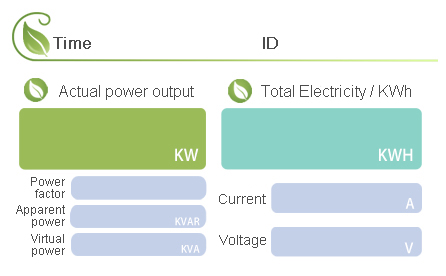 Time ID
Actual power output
Total Electricity / KWh
KW
KWH
Power
factor
Apparent
power
KVAR
Virtual
power
KVA
Current
A
Voltage
V